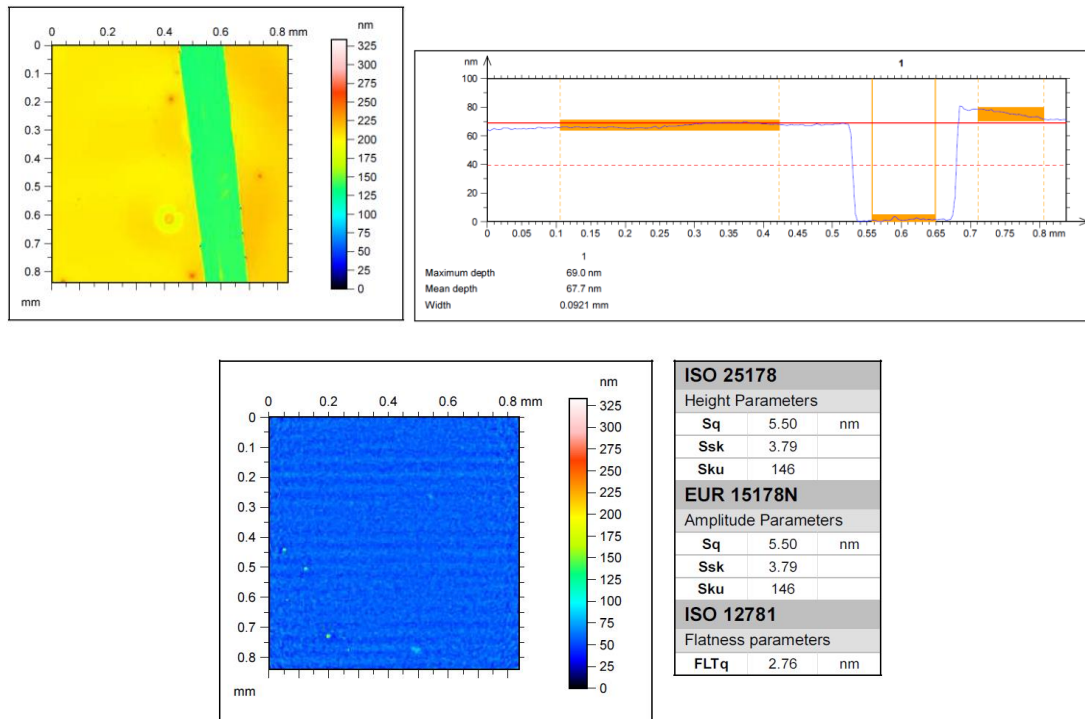 0 0.2 0.4 0.6 0.8 mm
nm
0
0.1
0.2
0.3
0.4
0.5
0.6
0.7
0.8
mm
325
300
275
250
225
200
175
150
125
100
75
50
25
0
1
nm
100
80
60
40
20
0
0 0.05 0.1 0.15 0.2 0.25 0.3 0.35 0.4 0.45 0.5 0.55 0.6 0.65 0.7 0.75 0.8 mm
1
Maximum depth 69.0 nm
Mean depth 67.7 nm
Width 0.0921 mm
0 0.2 0.4 0.6 0.8 mm
nm
0
0.1
0.2
0.3
0.4
0.5
0.6
0.7
0.8
mm
325
300
275
250
225
200
175
150
125
100
75
50
25
0
ISO 25178
Height Parameters
Sq 5.50 nm
Ssk 3.79
Sku 146
EUR 15178N
Amplitude Parameters
Sq 5.50 nm
Ssk 3.79
Sku 146
ISO 12781
Flatness parameters
FLTq 2.76 nm